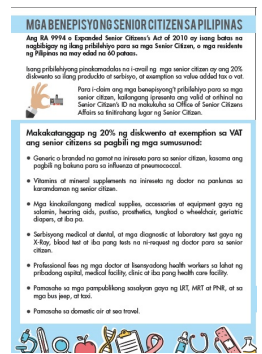 MGA BENEPISYO NG SENIOR CITIZEN SA PILIPINAS
Ang RA 9994 o Expanded Senior Citizens's Act of 2010 ay isang batas na
nagbibigay ng ilang pribilehiyo para sa mga Senior Citizen, o mga residente
ng Pilipinas na may edad na 60 pataas.
Isang pribilehiyong pinakamadalas na i-avail ng mga senior citizen ay ang 20%
diskwento sa ilang produkto at serbisyo, at exemption sa value added tax o vat.
Para i-claim ang mga benepisyong't pribilehiyo para sa mga
senior citizen, kailangang ipresenta ang valid at orihinal na
Senior Citizen's ID na makukuha sa Office of Senior Citizens
Affairs sa tinitirahang lugar ng Senior Citizen.
Makakatanggap ng 20% ng diskwento at exemption sa VAT
ang senior citizens sa pagbili ng mga sumusunod:
• Generic o branded na gamot na inireseta para sa senior citizen, kasama ang
pagbili ng bakuna para sa influenza at pneumococcal.
• Vitamins at mineral supplements na inireseta ng doctor na panlunas sa
karamdaman ng senior citizen.
• Mga kinakailangang medical supplies, accessories at equipment gaya ng
salamin, hearing aids, pustiso, prosthetics, tungkod o wheelchair, geriatric
diapers, at iba pa.
• Serbisyong medical at dental, at mga diagnostic at laboratory test gaya ng
X-Ray, blood test at iba pang tests na ni-request ng doctor para sa senior
citizen.
• Professional fees ng mga doctor at lisensyadong health workers sa lahat ng
pribadong ospital, medical facility, clinic at iba pang health care facility.
• Pamasahe sa mga pampublikong sasakyan gaya ng LRT, MRT at PNR, at sa
mga bus jeep, at taxi.
• Pamasahe sa domestic air at sea travel.